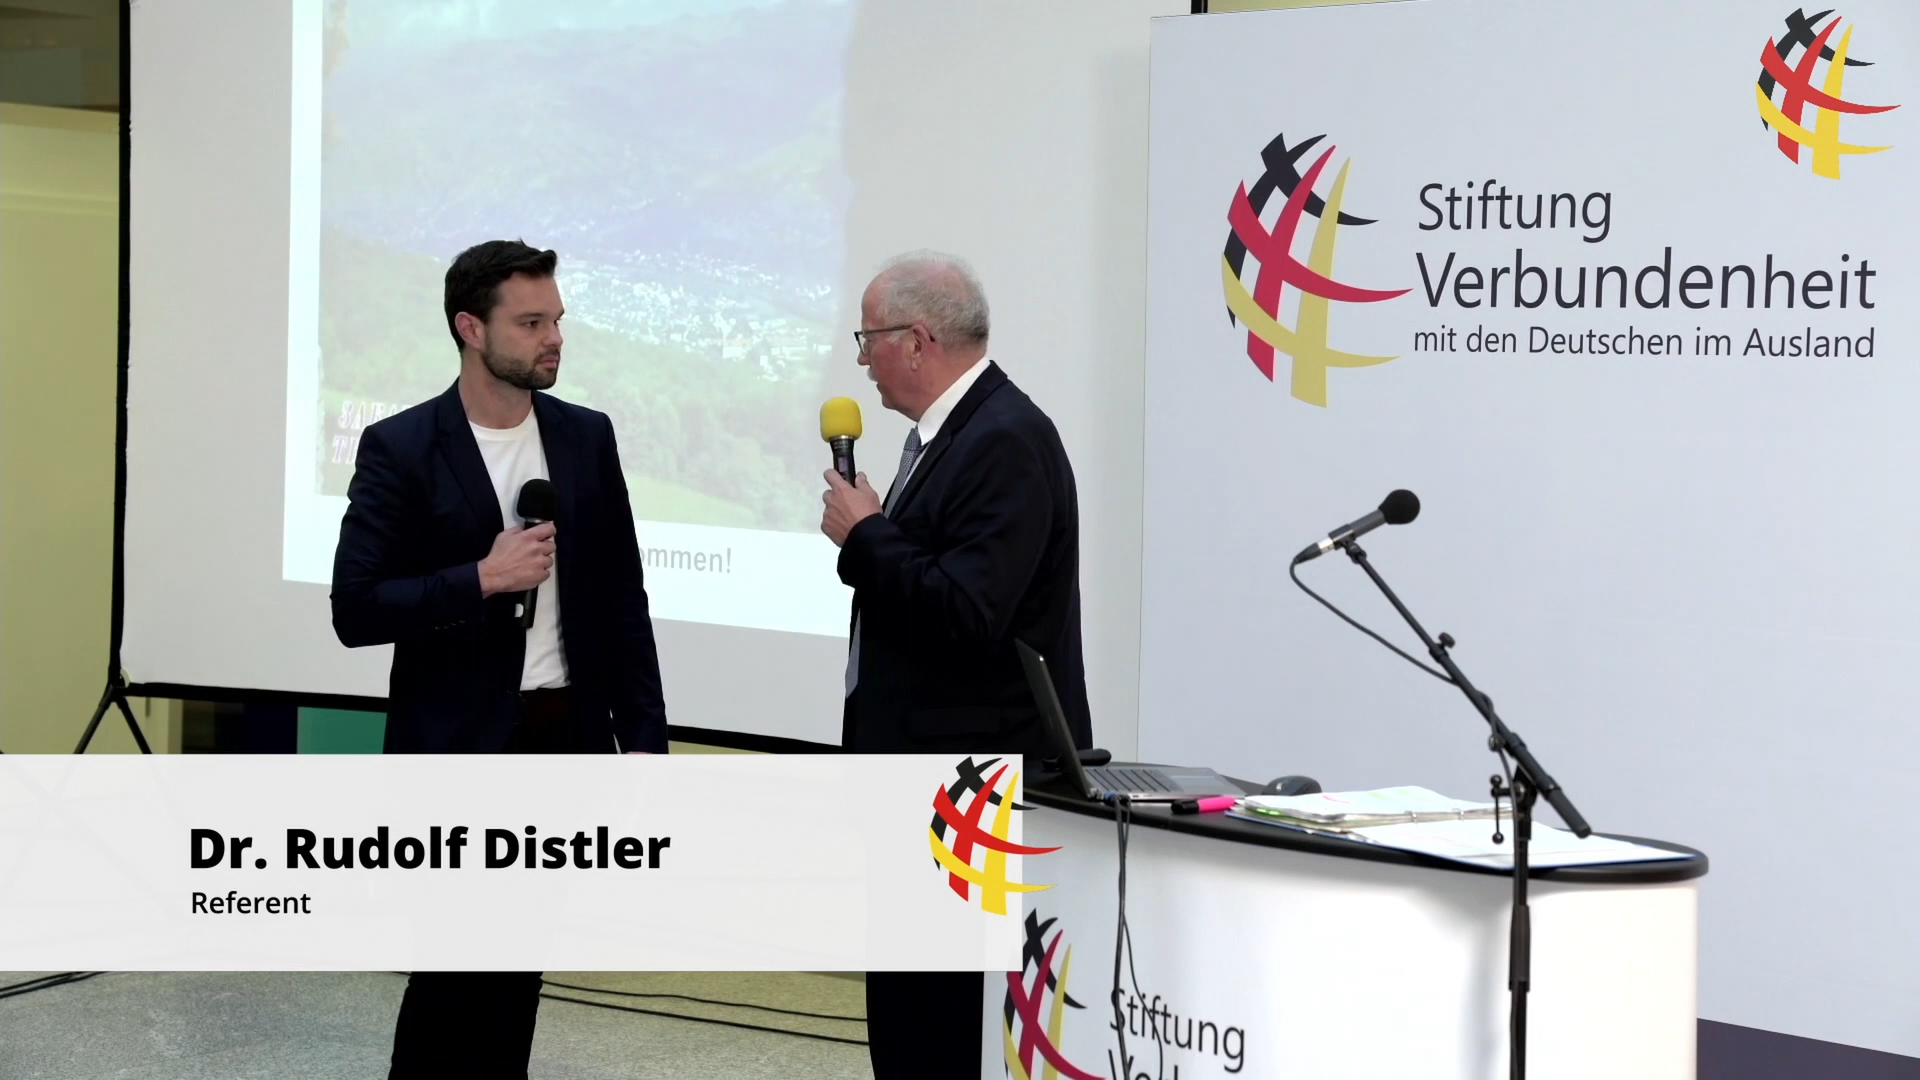 Stiftung
Verbundenheit
mit den Deutschen im Ausland
ommen!
Dr. Rudolf Distler
Referent
Stiftung